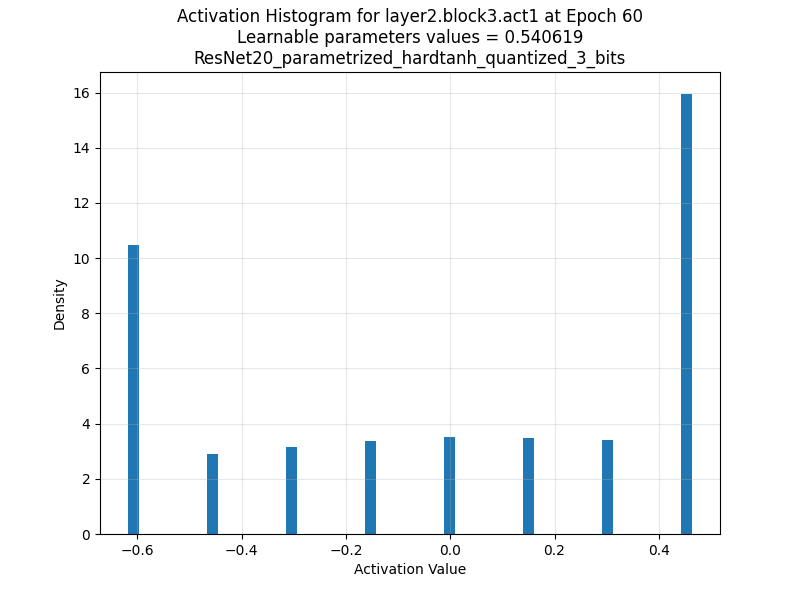 Activation Histogram for layer2.block3.act1 at Epoch 60
Learnable parameters values = 0.540619
ResNet20_parametrized_hardtanh_quantized_3_bits
16
14
12
10
8
6
4
2
0
Density
−0.6 −0.4 −0.2 0.0 0.2 0.4
Activation Value